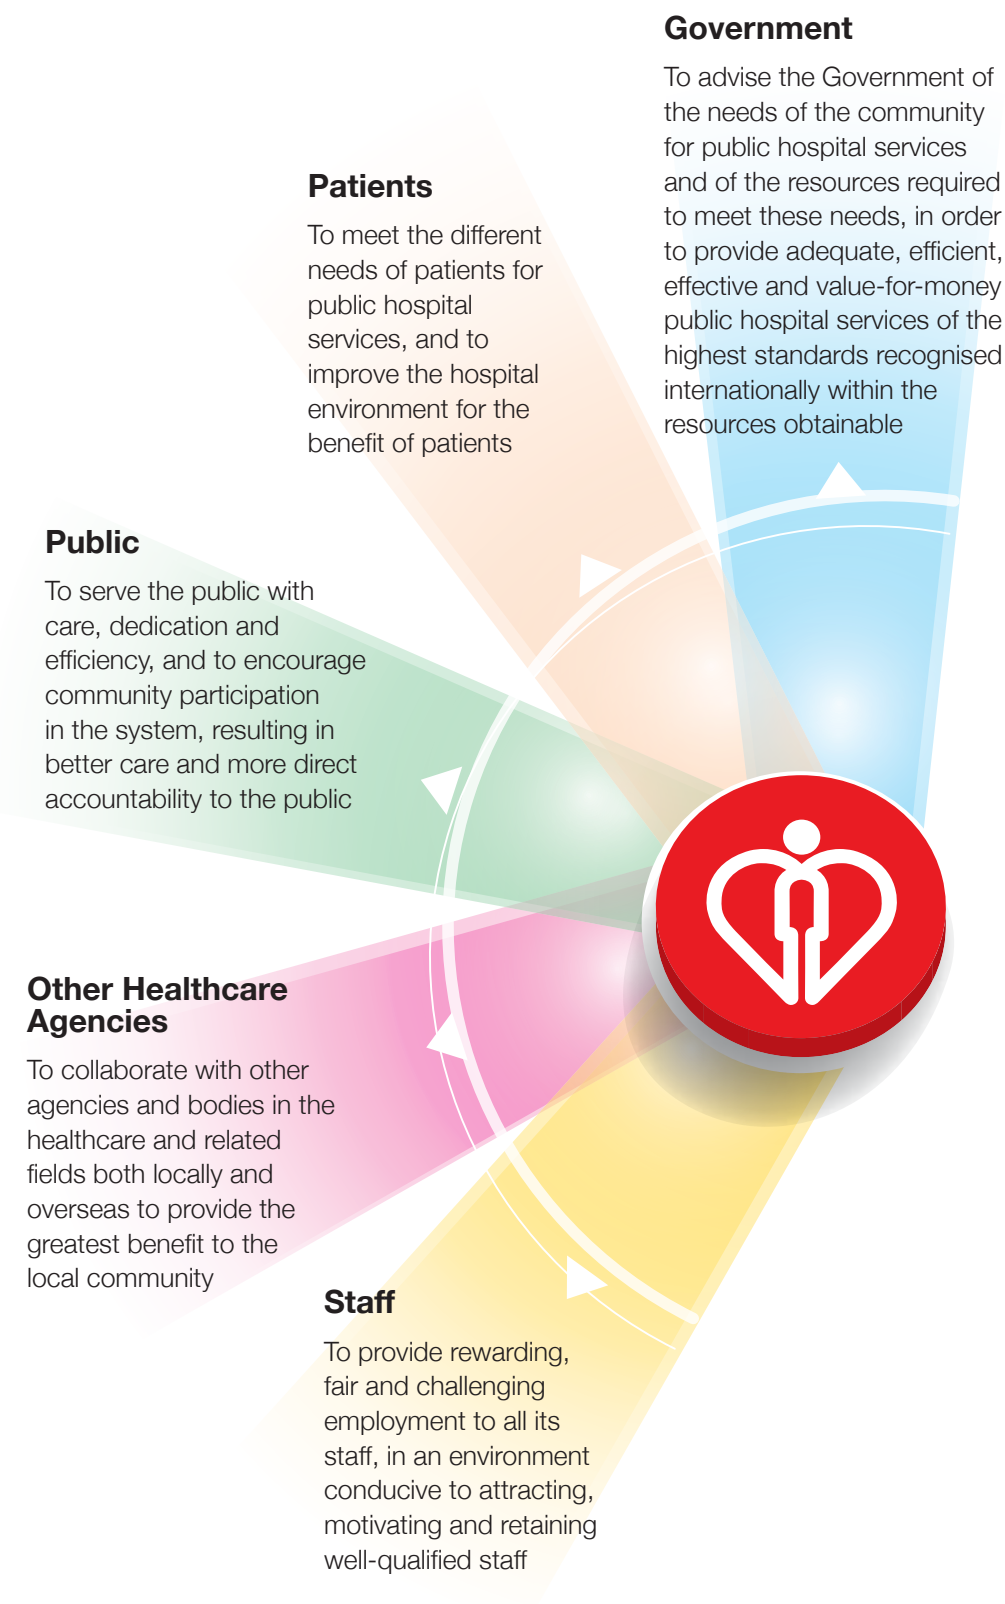 Government
To advise the Government of
the needs of the community
for public hospital services
and of the resources required
to meet these needs, in order
to provide adequate, efficient,
effective and value-for-money
public hospital services of the
highest standards recognised
internationally within the
resources obtainable
Patients
To meet the different
needs of patients for
public hospital
services, and to
improve the hospital
environment for the
benefit of patients
Public
To serve the public with
care, dedication and
efficiency, and to encourage
community participation
in the system, resulting in
better care and more direct
accountability to the public
Other Healthcare
Agencies
To collaborate with other
agencies and bodies in the
healthcare and related
fields both locally and
overseas to provide the
greatest benefit to the
local community
Staff
To provide rewarding,
fair and challenging
employment to all its
staff, in an environment
conducive to attracting,
motivating and retaining
well-qualified staff